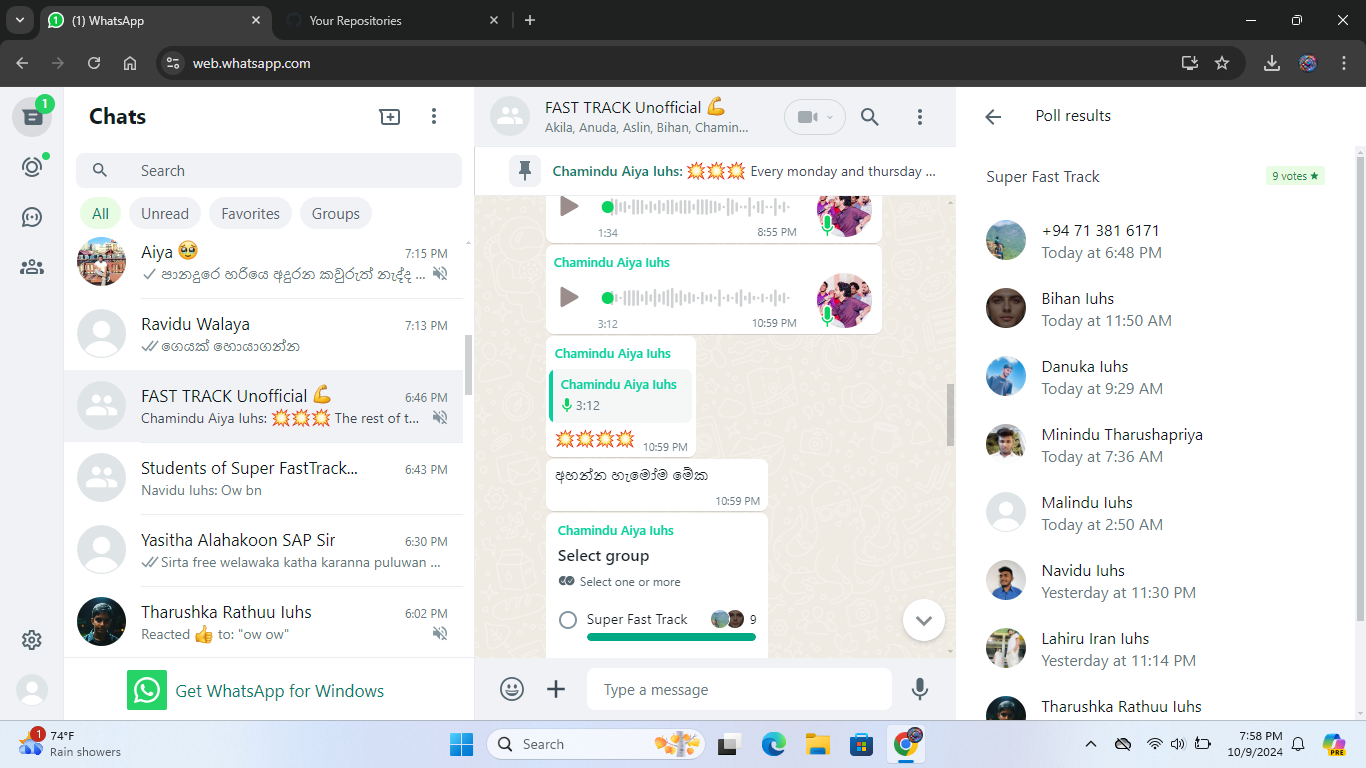 (1) WhatsApp
Your Repositories
web.whatsapp.com
1
Chats
Search
All
Unread
Favorites
Groups
Aiya 🥹
7:15 PM
පානදුරෙ හරියෙ අදුරන කව්රුත් නැද්ද ...
Ravidu Walaya
7:13 PM
ගෙයක් හොයාගන්න
FAST TRACK Unofficial 💪
6:46 PM
Chamindu Aiya Iuhs: 💥💥💥 The rest of t...
Students of Super FastTrack...
6:43 PM
Navidu Iuhs: Ow bn
Yasitha Alahakoon SAP Sir
6:30 PM
Sirta free welawaka katha karanna puluwan ...
Tharushka Rathuu Iuhs
6:02 PM
Reacted 👍 to: "ow ow"
Get WhatsApp for Windows
FAST TRACK Unofficial 💪
Akila, Anuda, Aslin, Bihan, Chamin...
Chamindu Aiya Iuhs: 💥💥💥 Every monday and thursday ...
1:34
8:55 PM
Chamindu Aiya Iuhs
3:12
10:59 PM
Chamindu Aiya Iuhs
Chamindu Aiya Iuhs
3:12
💥💥💥💥 10:59 PM
අහන්න හැමෝම මේක
10:59 PM
Chamindu Aiya Iuhs
Select group
Select one or more
Super Fast Track
9
Type a message
Poll results
Super Fast Track
9 votes ★
+94 71 381 6171
Today at 6:48 PM
Bihan Iuhs
Today at 11:50 AM
Danuka Iuhs
Today at 9:29 AM
Minindu Tharushapriya
Today at 7:36 AM
Malindu Iuhs
Today at 2:50 AM
Navidu Iuhs
Yesterday at 11:30 PM
Lahiru Iran Iuhs
Yesterday at 11:14 PM
Tharushka Rathuu Iuhs
1
74°F
Rain showers
Search
PRE
7:58 PM
10/9/2024